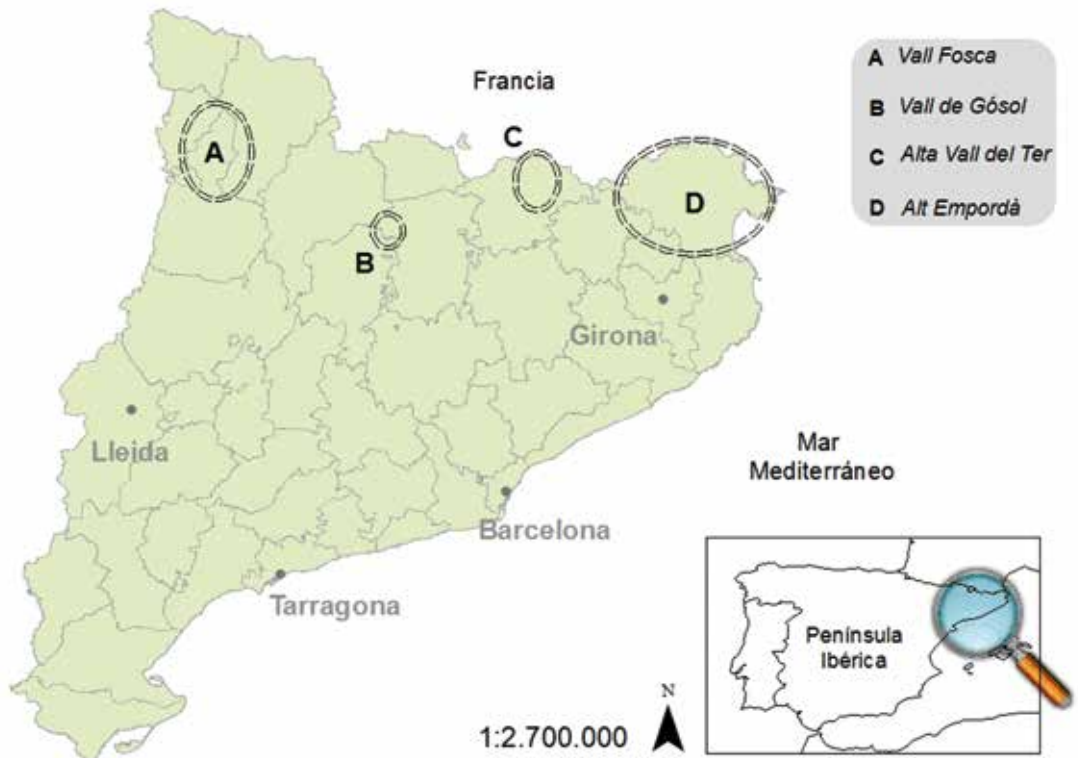 Francia
A Vall Fosca
B Vall de Gósol
C Alta Vall del Ter
D Alt Empordà
A
B
C
D
Girona
Lleida
Barcelona
Tarragona
Mar
Mediterráneo
Península
Ibérica
N
1:2.700.000